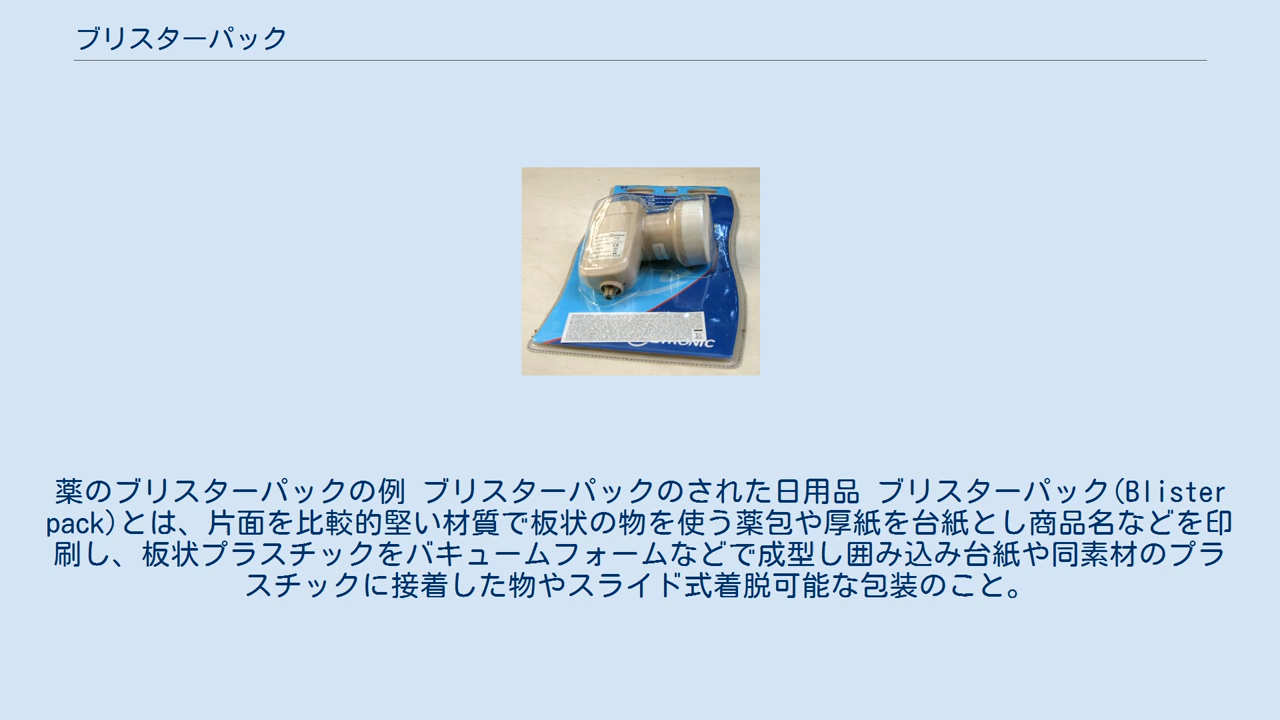 ブリスターパック
薬のブリスターパックの例 ブリスターパックのされた日用品 ブリスターパック(Blister
pack)とは、片面を比較的堅い材質で板状の物を使う薬包や厚紙を台紙とし商品名などを印
刷し、板状プラスチックをバキュームフォームなどで成型し囲み込み台紙や同素材のプラ
スチックに接着した物やスライド式着脱可能な包装のこと。